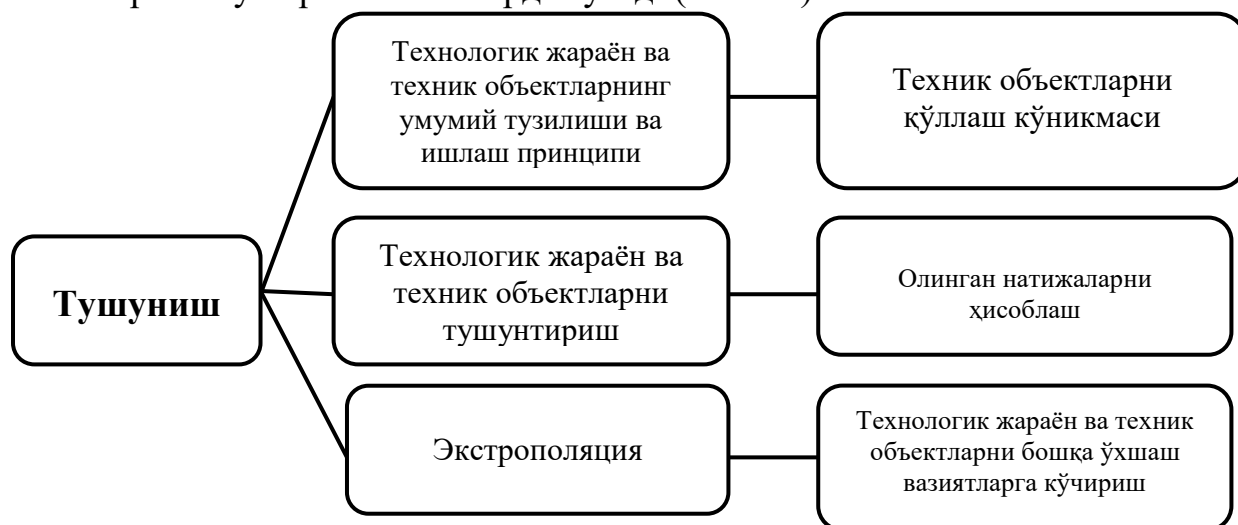 Технологик жараён ва
техник объектларнинг
умумий тузилиши ва
ишлаш принципи
Техник объектларни
қўллаш кўникмаси
Тушуниш
Технологик жараён ва
техник объектларни
тушунтириш
Олинган натижаларни
ҳисоблаш
Экстрополяция
Технологик жараён ва техник
объектларни бошқа ўхшаш
вазиятларга кўчириш